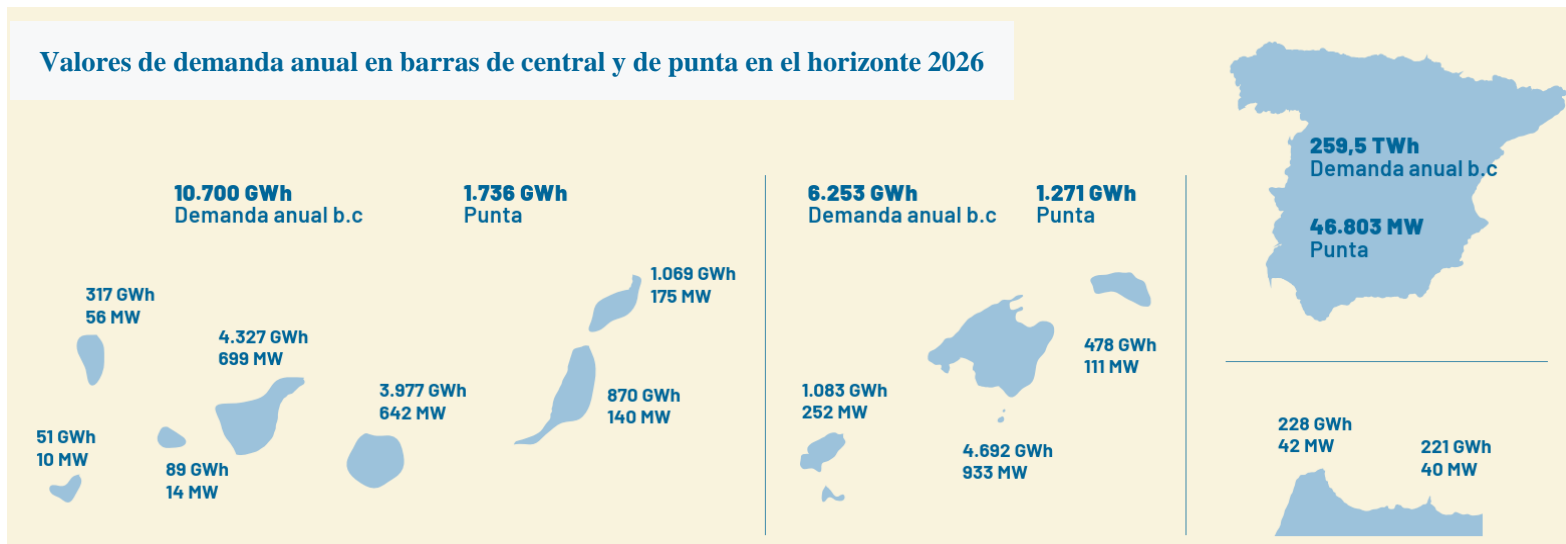 Valores de demanda anual en barras de central y de punta en el horizonte 2026
10.700 GWh
Demanda anual b.c
1.736 GWh
Punta
317 GWh
56 MW
4.327 GWh
699 MW
1.069 GWh
175 MW
3.977 GWh
642 MW
870 GWh
140 MW
51 GWh
10 MW
89 GWh
14 MW
6.253 GWh
Demanda anual b.c
1.271 GWh
Punta
478 GWh
111 MW
1.083 GWh
252 MW
4.692 GWh
933 MW
259,5 TWh
Demanda anual b.c
46.803 MW
Punta
228 GWh
42 MW
221 GWh
40 MW